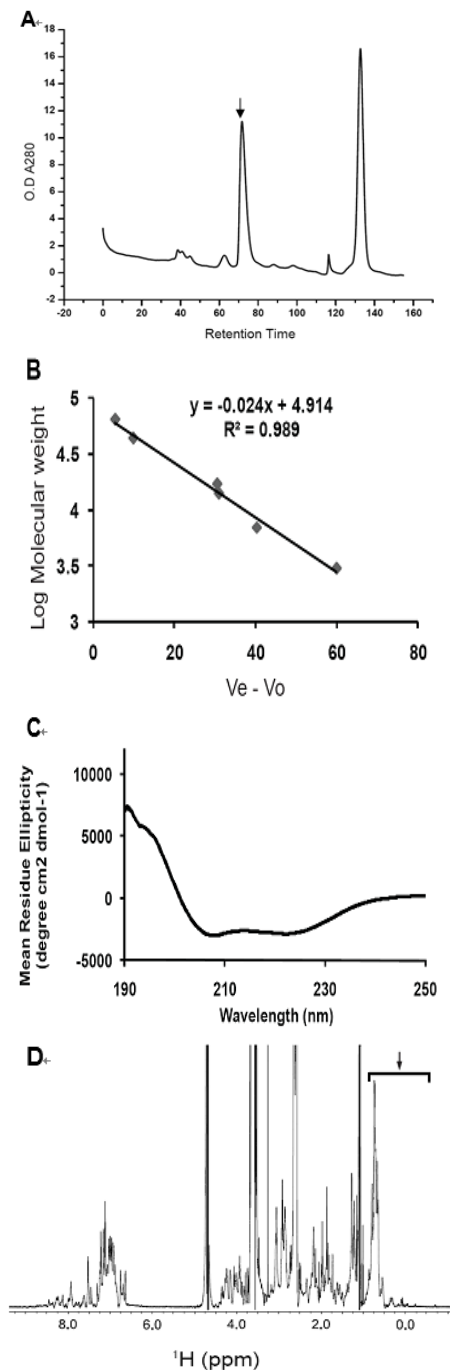 A↵
18
16
14
12
10
8
6
4
2
0
-2
O.D A280
-20 0 20 40 60 80 100 120 140 160
Retention Time
B
y = -0.024x + 4.914
R² = 0.989
5
4.5
4
3.5
3
Log Molecular weight
0 20 40 60 80
Ve - Vo
C↵
10000
5000
0
-5000
Mean Residue Ellipticity
(degree cm2 dmol-1)
190 210 230 250
Wavelength (nm)
D↵
8.0 6.0 4.0 2.0 0.0
¹H (ppm)